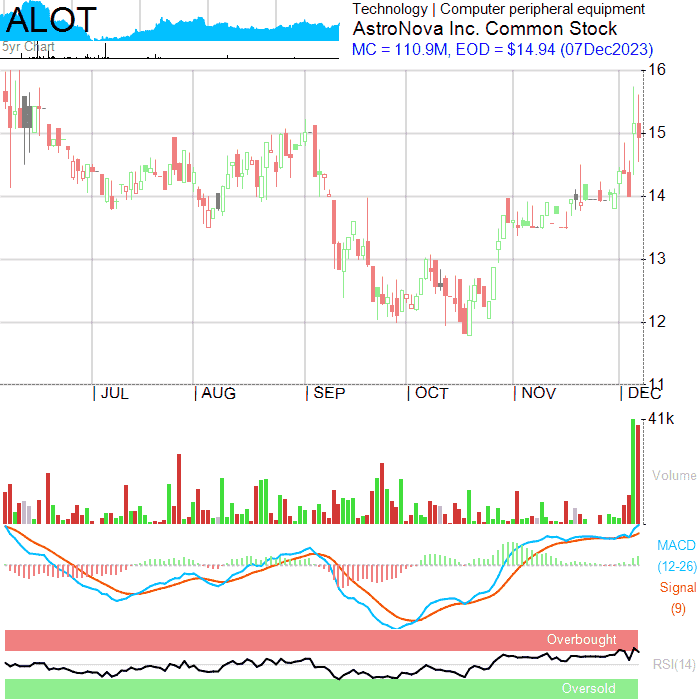 ALOT
5yr Chart
Technology | Computer peripheral equipment
AstroNova Inc. Common Stock
MC = 110.9M, EOD = $14.94 (07Dec2023)
16
15
14
13
12
11
JUL
AUG
SEP
OCT
NOV
DEC
41k
Volume
MACD
(12-26)
Signal
(9)
Overbought
RSI(14)
Oversold